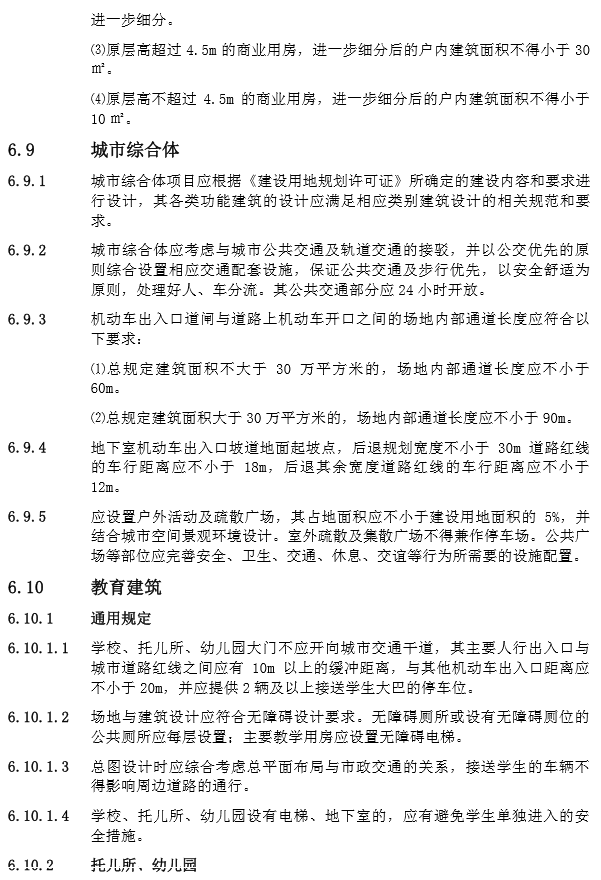 进一步细分。
⑶原层高超过 4.5m 的商业用房，进一步细分后的户内建筑面积不得小于 30
㎡。
⑷原层高不超过 4.5m 的商业用房，进一步细分后的户内建筑面积不得小于
10 ㎡。
6.9 城市综合体
6.9.1 城市综合体项目应根据《建设用地规划许可证》所确定的建设内容和要求进
行设计，其各类功能建筑的设计应满足相应类别建筑设计的相关规范和要
求。
6.9.2 城市综合体应考虑与城市公共交通及轨道交通的接驳，并以公交优先的原
则综合设置相应交通配套设施，保证公共交通及步行优先，以安全舒适为
原则，处理好人、车分流。其公共交通部分应 24 小时开放。
6.9.3 机动车出入口道闸与道路上机动车开口之间的场地内部通道长度应符合以
下要求：
⑴总规定建筑面积不大于 30 万平方米的，场地内部通道长度应不小于
60m。
⑵总规定建筑面积大于 30 万平方米的，场地内部通道长度应不小于 90m。
6.9.4 地下室机动车出入口坡道地面起坡点，后退规划宽度不小于 30m 道路红线
的车行距离应不小于 18m，后退其余宽度道路红线的车行距离应不小于
12m。
6.9.5 应设置户外活动及疏散广场，其占地面积应不小于建设用地面积的 5%，并
结合城市空间景观环境设计。室外疏散及集散广场不得兼作停车场。公共广
场等部位应完善安全、卫生、交通、休息、交谊等行为所需要的设施配置。
6.10 教育建筑
6.10.1 通用规定
6.10.1.1 学校、托儿所、幼儿园大门不应开向城市交通干道，其主要人行出入口与
城市道路红线之间应有 10m 以上的缓冲距离，与其他机动车出入口距离应
不小于 20m，并应提供 2 辆及以上接送学生大巴的停车位。
6.10.1.2 场地与建筑设计应符合无障碍设计要求。无障碍厕所或设有无障碍厕位的
公共厕所应每层设置；主要教学用房应设置无障碍电梯。
6.10.1.3 总图设计时应综合考虑总平面布局与市政交通的关系，接送学生的车辆不
得影响周边道路的通行。
6.10.1.4 学校、托儿所、幼儿园设有电梯、地下室的，应有避免学生单独进入的安
全措施。
6.10.2 托儿所、幼儿园